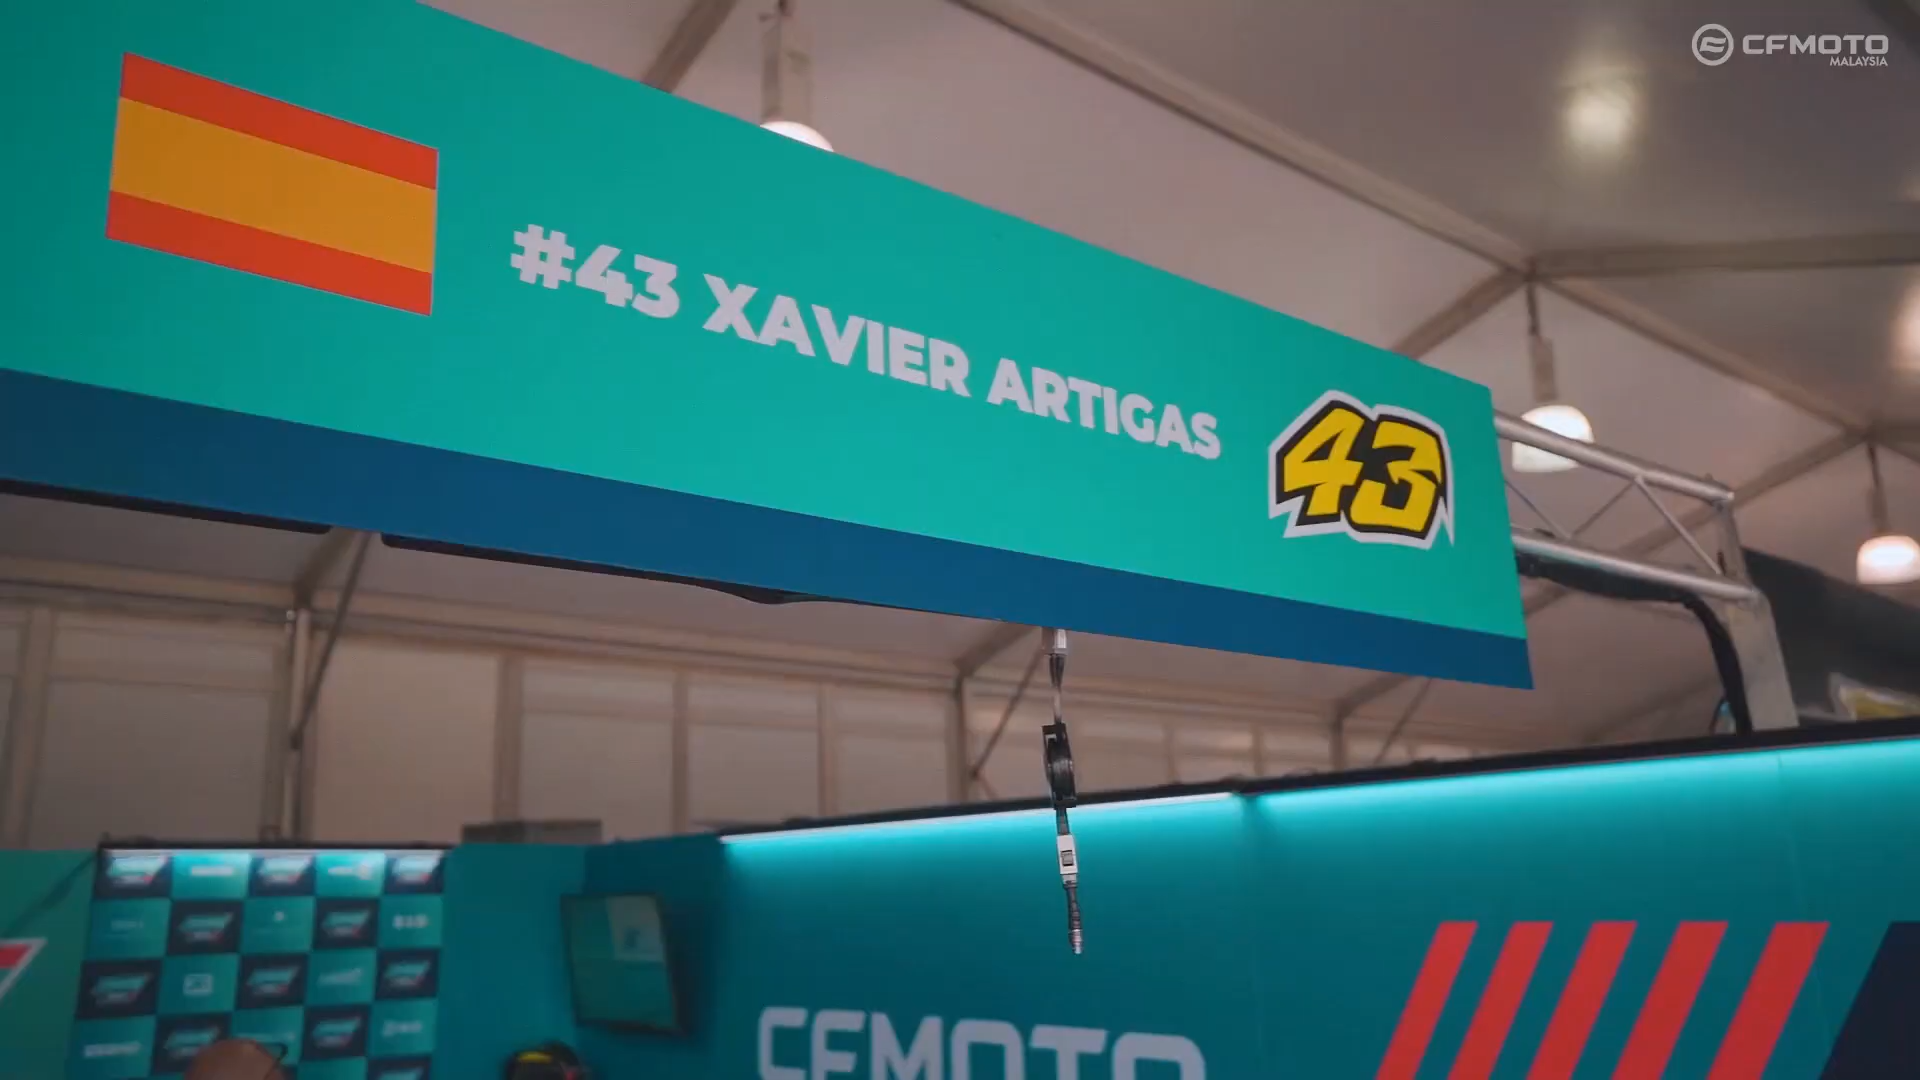 CFMOTO
MALAYSIA
#43 XAVIER ARTIGAS
43
CFMOTO